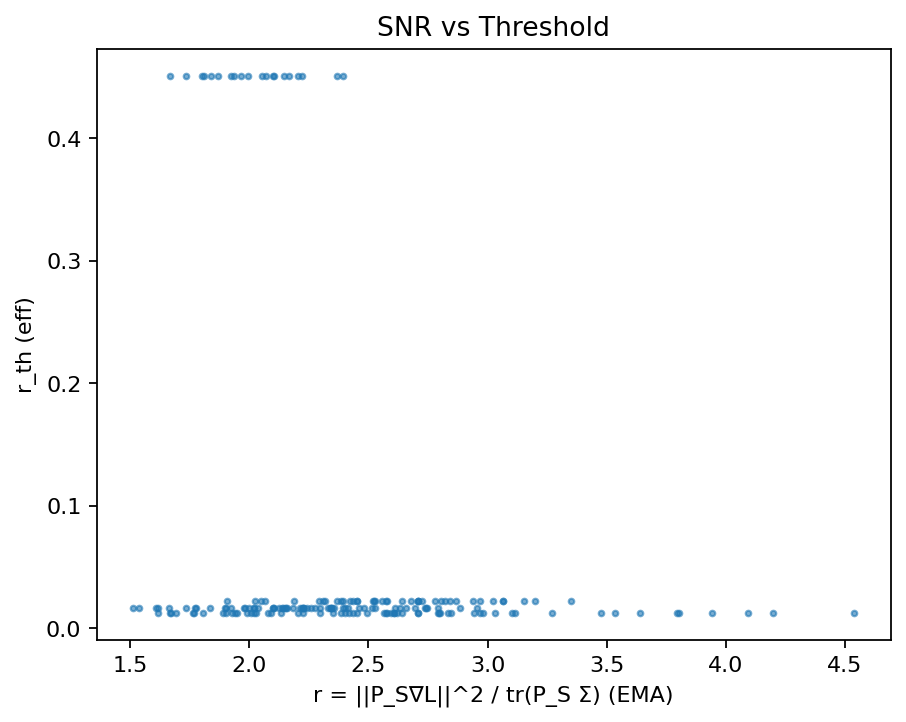 SNR vs Threshold
r_th (eff)
0.4
0.3
0.2
0.1
0.0
1.5 2.0 2.5 3.0 3.5 4.0 4.5
r = ||P_S∇L||^2 / tr(P_S Σ) (EMA)